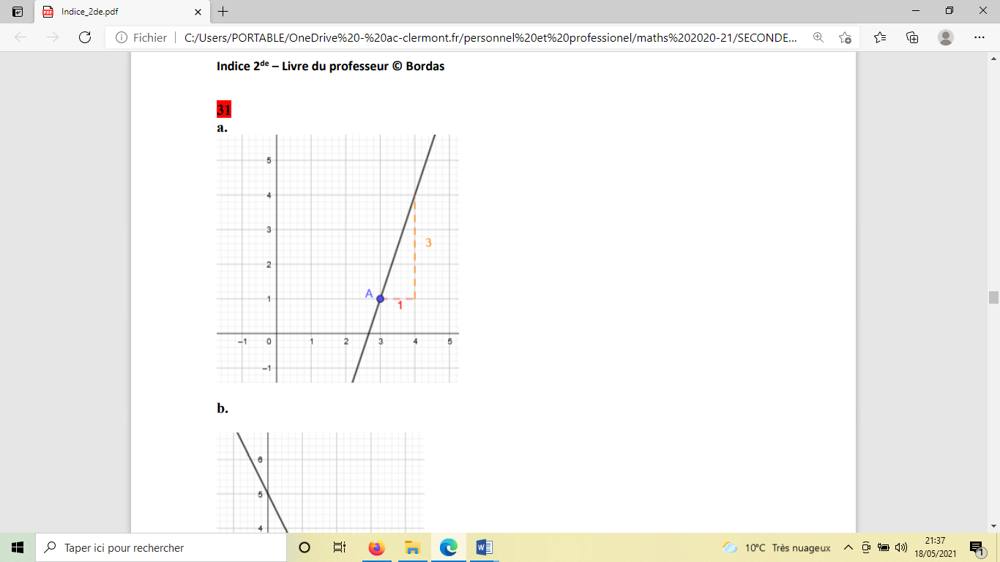 Indice_2de.pdf
Fichier
C:/Users/PORTABLE/OneDrive%20-%20ac-clermont.fr/personnel%20et%20professionel/maths%202020-21/SECONDE...
Indice 2de – Livre du professeur © Bordas
31
a.
5
4
3
3
2
A
1
1
-1 0 1 2 3 4 5
-1
b.
6
5
4
Taper ici pour rechercher
10°C Très nuageux
21:37
18/05/2021
1